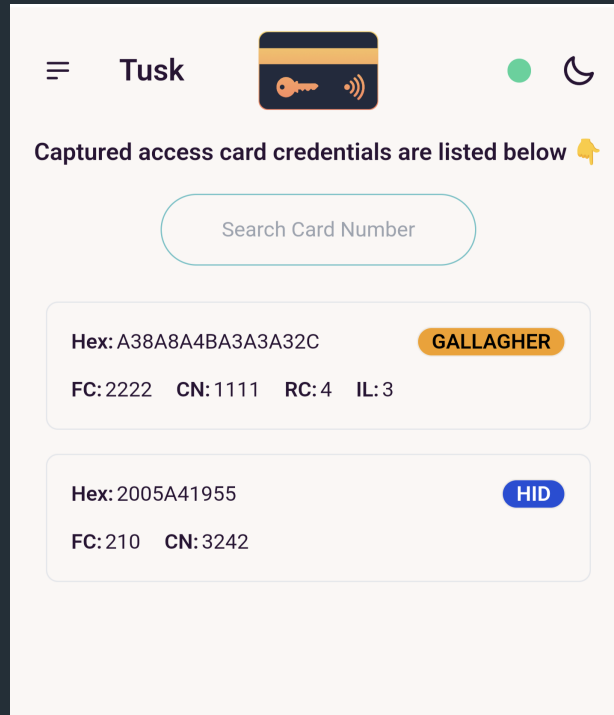 Tusk
Captured access card credentials are listed below 👇
Search Card Number
Hex: A38A8A4BA3A3A32C GALLAGHER
FC: 2222 CN: 1111 RC: 4 IL: 3
Hex: 2005A41955 HID
FC: 210 CN: 3242